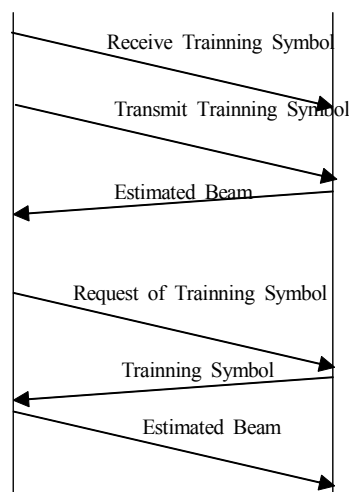 Receive Trainning Symbol
Transmit Trainning Symbol
Estimated Beam
Request of Trainning Symbol
Trainning Symbol
Estimated Beam